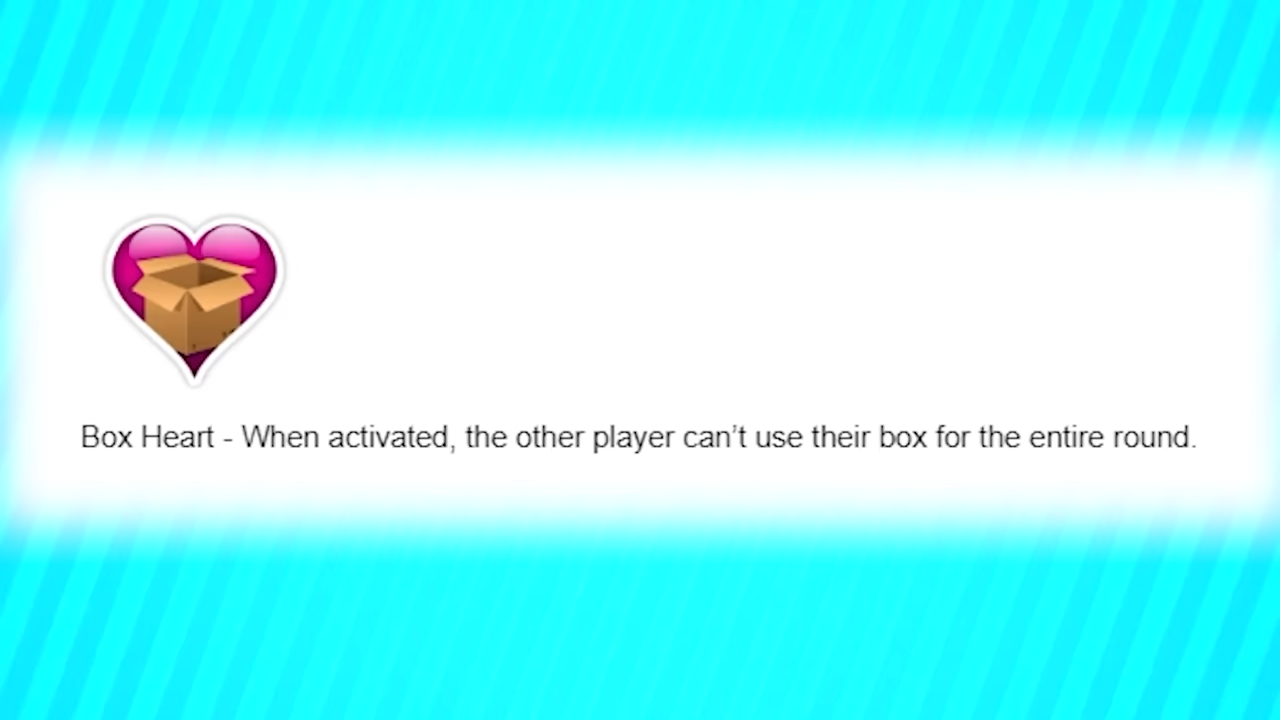 Box Heart - When activated, the other player can’t use their box for the entire round.